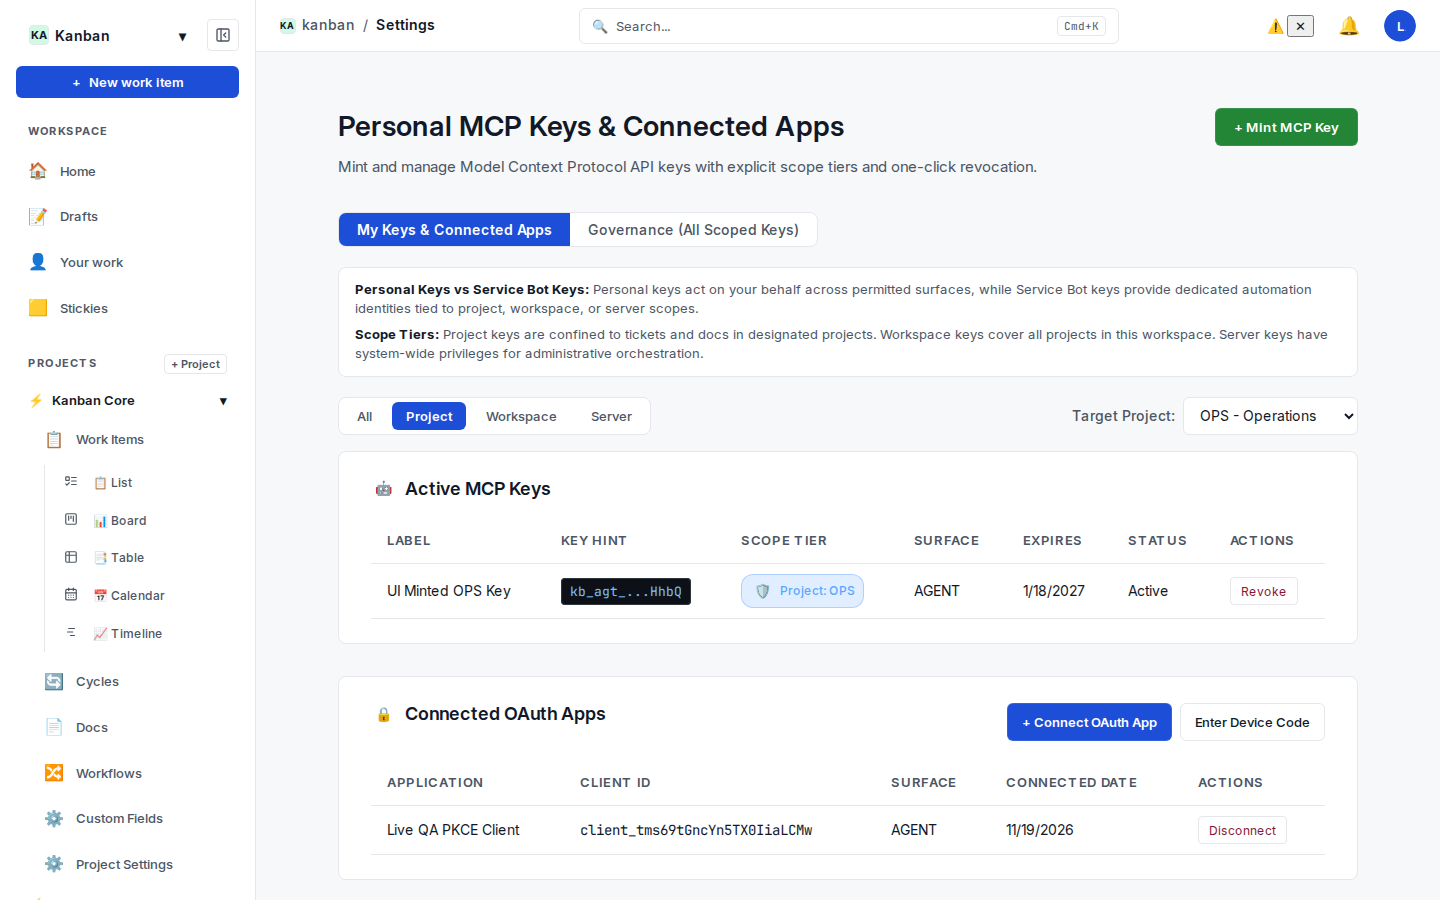 KA Kanban ▾
+ New work item
WORKSPACE
Home
Drafts
Your work
Stickies
PROJECTS
+ Project
Kanban Core ▾
Work Items
List
Board
Table
Calendar
Timeline
Cycles
Docs
Workflows
Custom Fields
Project Settings
KA kanban / Settings
Search...
Cmd+K
✕
L
Personal MCP Keys & Connected Apps
+ Mint MCP Key
Mint and manage Model Context Protocol API keys with explicit scope tiers and one-click revocation.
My Keys & Connected Apps
Governance (All Scoped Keys)
Personal Keys vs Service Bot Keys: Personal keys act on your behalf across permitted surfaces, while Service Bot keys provide dedicated automation
identities tied to project, workspace, or server scopes.
Scope Tiers: Project keys are confined to tickets and docs in designated projects. Workspace keys cover all projects in this workspace. Server keys have
system-wide privileges for administrative orchestration.
All Project Workspace Server
Target Project: OPS - Operations
Active MCP Keys
LABEL KEY HINT SCOPE TIER SURFACE EXPIRES STATUS ACTIONS
UI Minted OPS Key kb_agt_...HhbQ Project: OPS AGENT 1/18/2027 Active Revoke
Connected OAuth Apps
+ Connect OAuth App
Enter Device Code
APPLICATION CLIENT ID SURFACE CONNECTED DATE ACTIONS
Live QA PKCE Client client_tms69tGncYn5TX0IiaLCMw AGENT 11/19/2026 Disconnect